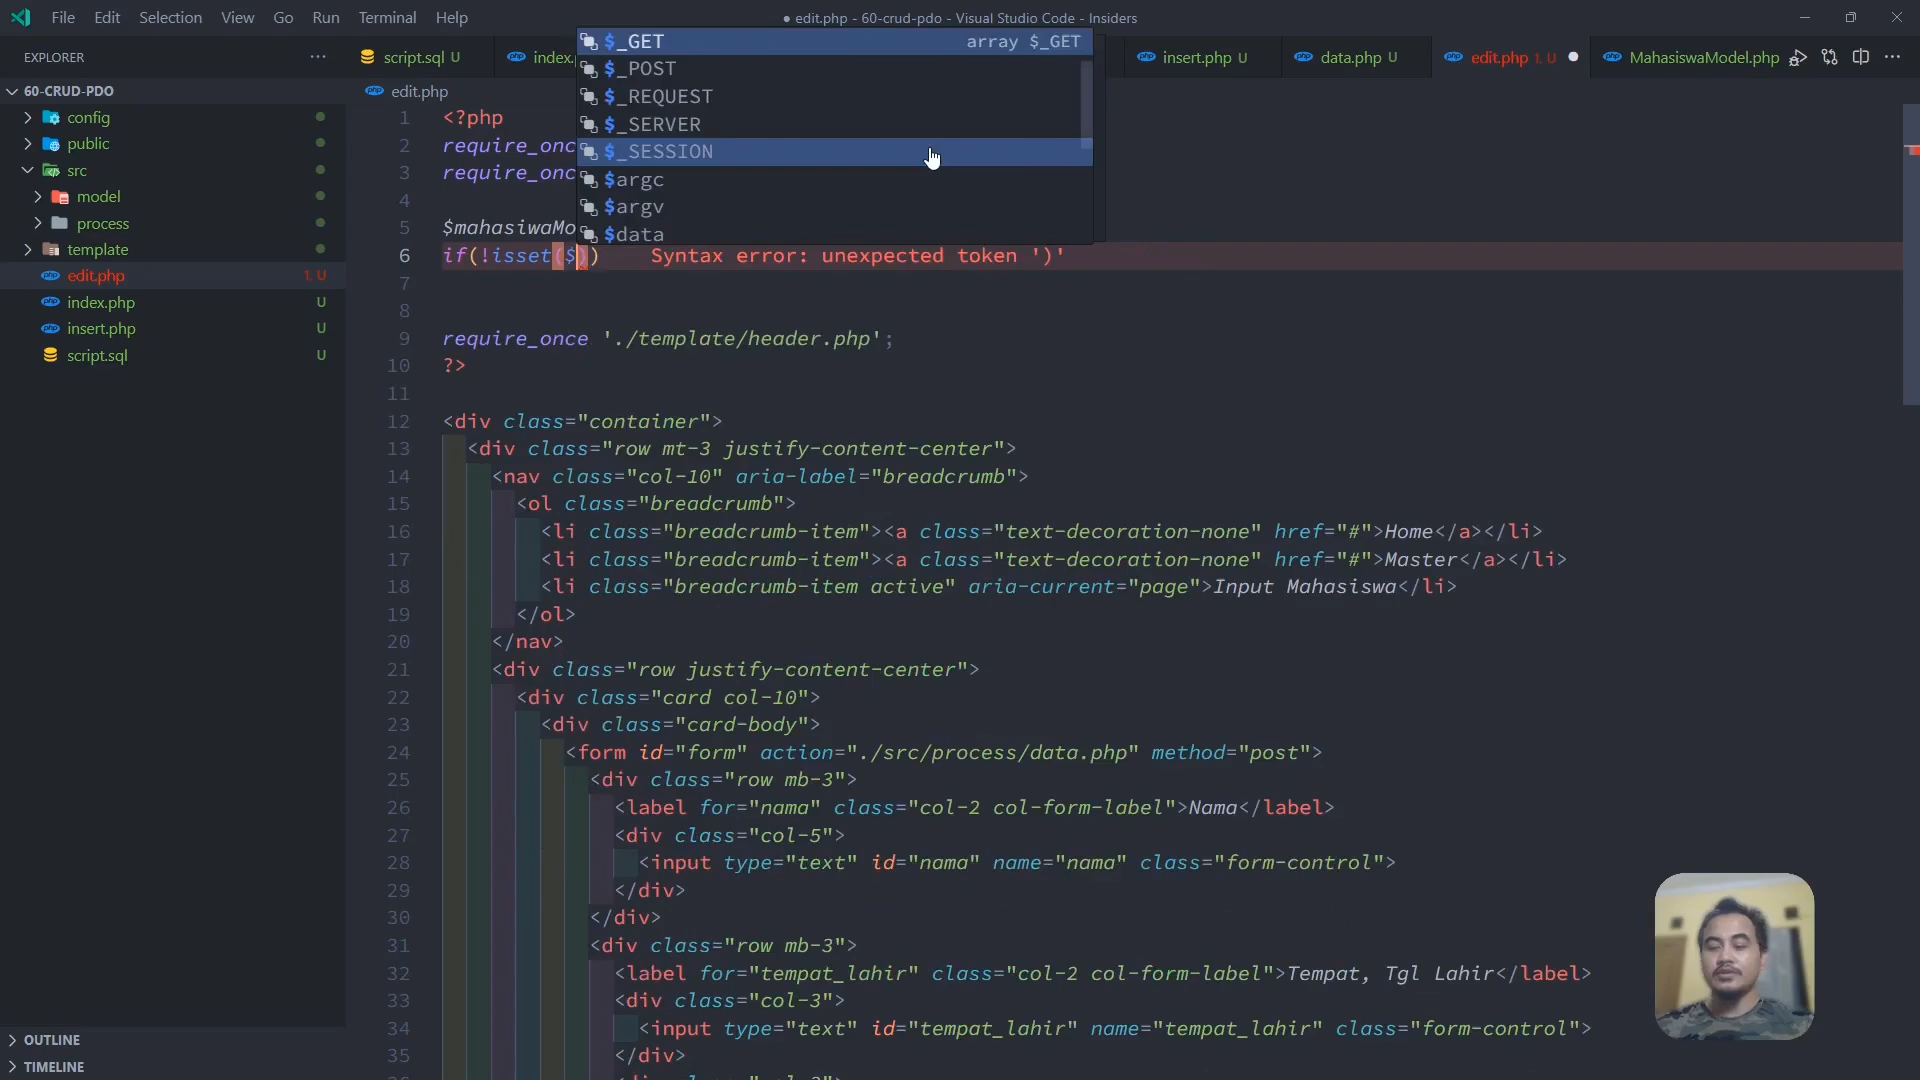 File Edit Selection View Go Run Terminal Help
● edit.php - 60-crud-pdo - Visual Studio Code - Insiders
EXPLORER
script.sql U
index.
insert.php U
data.php U
edit.php 1, U
MahasiswaModel.php
60-CRUD-PDO
config
public
src
model
process
template
edit.php 1, U
index.php U
insert.php U
script.sql U
OUTLINE
TIMELINE
edit.php
$_GET array $_GET
$_POST
$_REQUEST
$_SERVER
$_SESSION
$argc
$argv
$data
1 <?php
2 require_onc
3 require_onc
4
5 $mahasiwaMo
6 if(!isset($)) Syntax error: unexpected token ')'
7
8
9 require_once './template/header.php';
10 ?>
11
12 <div class="container">
13 <div class="row mt-3 justify-content-center">
14 <nav class="col-10" aria-label="breadcrumb">
15 <ol class="breadcrumb">
16 <li class="breadcrumb-item"><a class="text-decoration-none" href="#">Home</a></li>
17 <li class="breadcrumb-item"><a class="text-decoration-none" href="#">Master</a></li>
18 <li class="breadcrumb-item active" aria-current="page">Input Mahasiswa</li>
19 </ol>
20 </nav>
21 <div class="row justify-content-center">
22 <div class="card col-10">
23 <div class="card-body">
24 <form id="form" action="./src/process/data.php" method="post">
25 <div class="row mb-3">
26 <label for="nama" class="col-2 col-form-label">Nama</label>
27 <div class="col-5">
28 <input type="text" id="nama" name="nama" class="form-control">
29 </div>
30 </div>
31 <div class="row mb-3">
32 <label for="tempat_lahir" class="col-2 col-form-label">Tempat, Tgl Lahir</label>
33 <div class="col-3">
34 <input type="text" id="tempat_lahir" name="tempat_lahir" class="form-control">
35 </div>